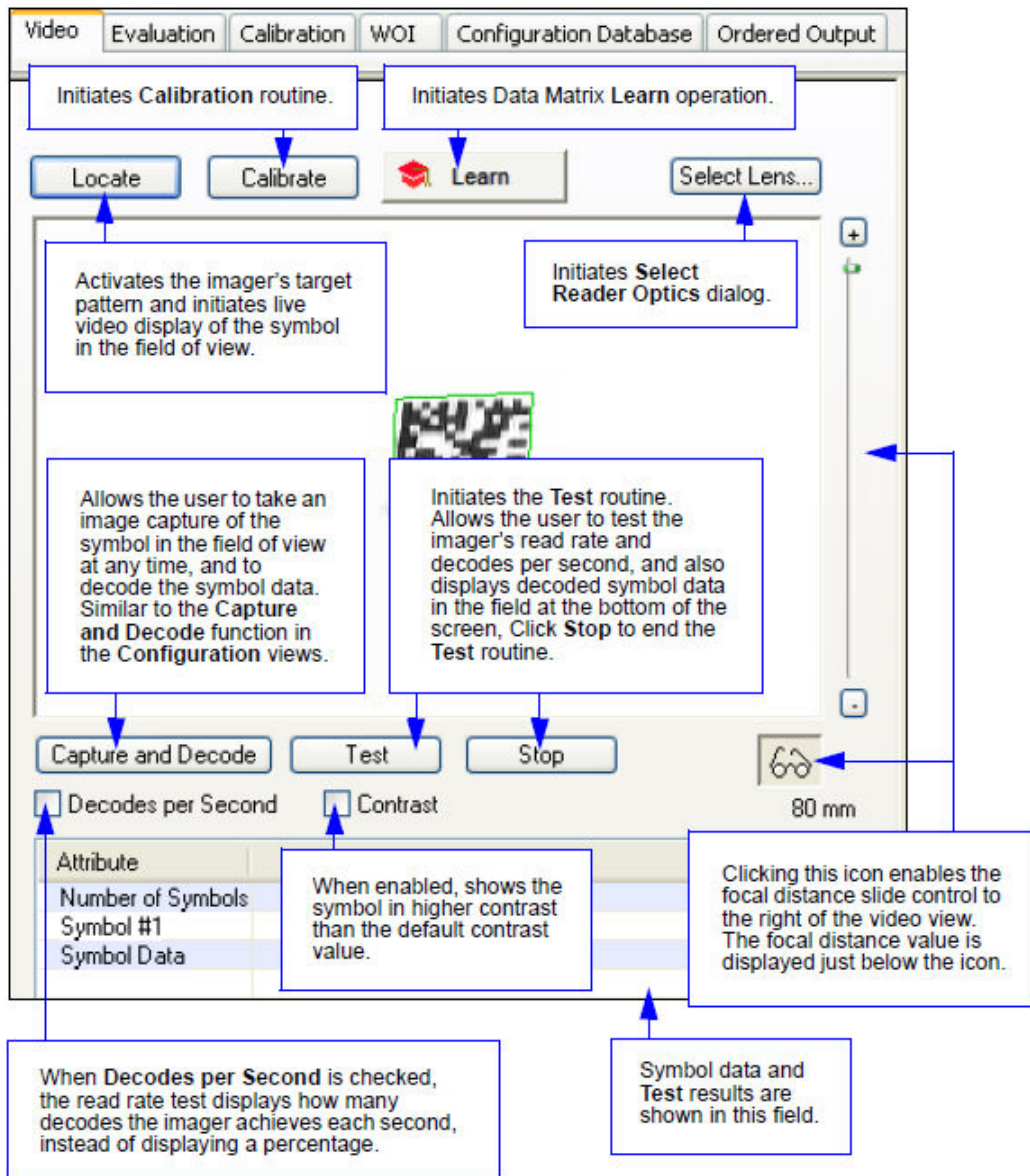 Video Evaluation Calibration WOI Configuration Database Ordered Output
Initiates Calibration routine.
Initiates Data Matrix Learn operation.
Locate Calibrate Learn Select Lens...
+
Activates the imager's target
pattern and initiates live
video display of the symbol
in the field of view.
Initiates Select
Reader Optics dialog.
Allows the user to take an
image capture of the
symbol in the field of view
at any time, and to
decode the symbol data.
Similar to the Capture
and Decode function in
the Configuration views.
Initiates the Test routine.
Allows the user to test the
imager's read rate and
decodes per second, and also
displays decoded symbol data
in the field at the bottom of the
screen, Click Stop to end the
Test routine.
-
Capture and Decode Test Stop
Decodes per Second Contrast 80 mm
Attribute
Number of Symbols
Symbol #1
Symbol Data
When enabled, shows the
symbol in higher contrast
than the default contrast
value.
Clicking this icon enables the
focal distance slide control to
the right of the video view.
The focal distance value is
displayed just below the icon.
When Decodes per Second is checked,
the read rate test displays how many
decodes the imager achieves each second,
instead of displaying a percentage.
Symbol data and
Test results are
shown in this field.